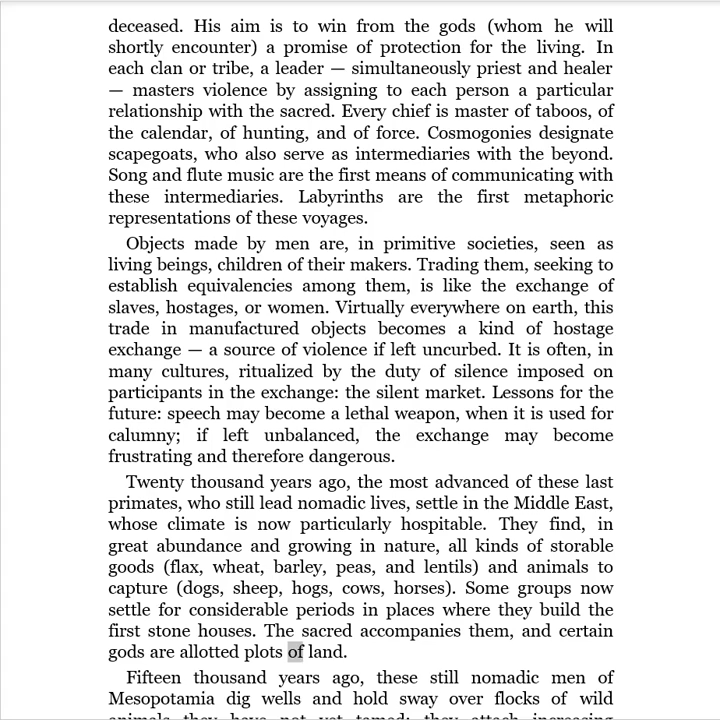 deceased. His aim is to win from the gods (whom he will
shortly encounter) a promise of protection for the living. In
each clan or tribe, a leader — simultaneously priest and healer
— masters violence by assigning to each person a particular
relationship with the sacred. Every chief is master of taboos, of
the calendar, of hunting, and of force. Cosmogonies designate
scapegoats, who also serve as intermediaries with the beyond.
Song and flute music are the first means of communicating with
these intermediaries. Labyrinths are the first metaphoric
representations of these voyages.
Objects made by men are, in primitive societies, seen as
living beings, children of their makers. Trading them, seeking to
establish equivalencies among them, is like the exchange of
slaves, hostages, or women. Virtually everywhere on earth, this
trade in manufactured objects becomes a kind of hostage
exchange — a source of violence if left uncurbed. It is often, in
many cultures, ritualized by the duty of silence imposed on
participants in the exchange: the silent market. Lessons for the
future: speech may become a lethal weapon, when it is used for
calumny; if left unbalanced, the exchange may become
frustrating and therefore dangerous.
Twenty thousand years ago, the most advanced of these last
primates, who still lead nomadic lives, settle in the Middle East,
whose climate is now particularly hospitable. They find, in
great abundance and growing in nature, all kinds of storable
goods (flax, wheat, barley, peas, and lentils) and animals to
capture (dogs, sheep, hogs, cows, horses). Some groups now
settle for considerable periods in places where they build the
first stone houses. The sacred accompanies them, and certain
gods are allotted plots of land.
Fifteen thousand years ago, these still nomadic men of
Mesopotamia dig wells and hold sway over flocks of wild
animals they have not yet tamed; they attach increasing